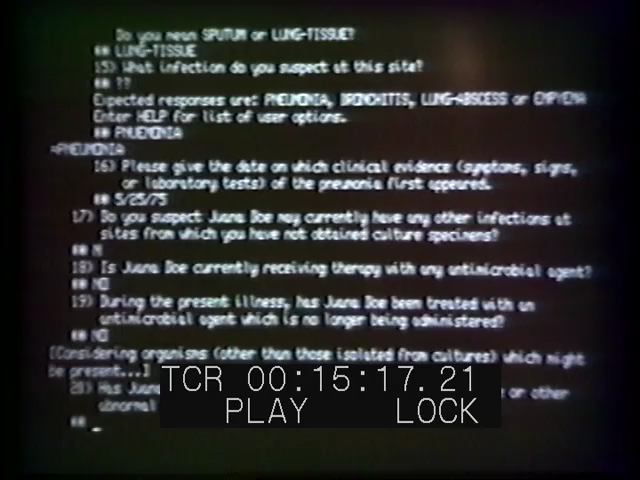 Do you mean SPUTUM or LUNG-TISSUE?
** LUNG-TISSUE
15) What infection do you suspect at this site?
** ??
Expected responses are: PNEUMONIA, BRONCHITIS, LUNG-ABSCESS or EMPYEMA
Enter HELP for list of user options.
** PNUEMONIA
=PNEUMONIA
16) Please give the date on which clinical evidence (symptoms, signs,
or laboratory tests) of the pneumonia first appeared.
** 5/25/75
17) Do you suspect Juana Doe may currently have any other infections at
sites from which you have not obtained culture specimens?
** N
18) Is Juana Doe currently receiving therapy with any antimicrobial agent?
** NO
19) During the present illness, has Juana Doe been treated with an
antimicrobial agent which is no longer being administered?
** NO
[Considering organisms (other than those isolated from cultures) which might
be present...]
20) Has Juana or other
abnormal
**
TCR 00:15:17.21
PLAY LOCK